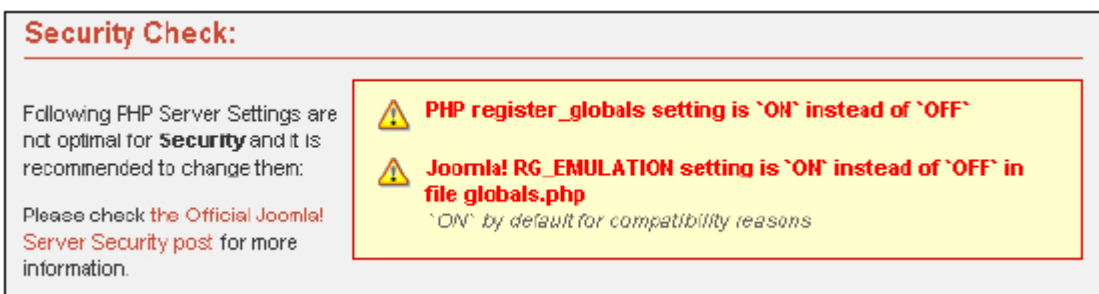 Security Check:
Following PHP Server Settings are
not optimal for Security and it is
recommended to change them:
Please check the Official Joomla!
Server Security post for more
information.
PHP register_globals setting is `ON` instead of `OFF`
Joomla! RG_EMULATION setting is `ON` instead of `OFF` in
file globals.php
`ON` by default for compatibility reasons